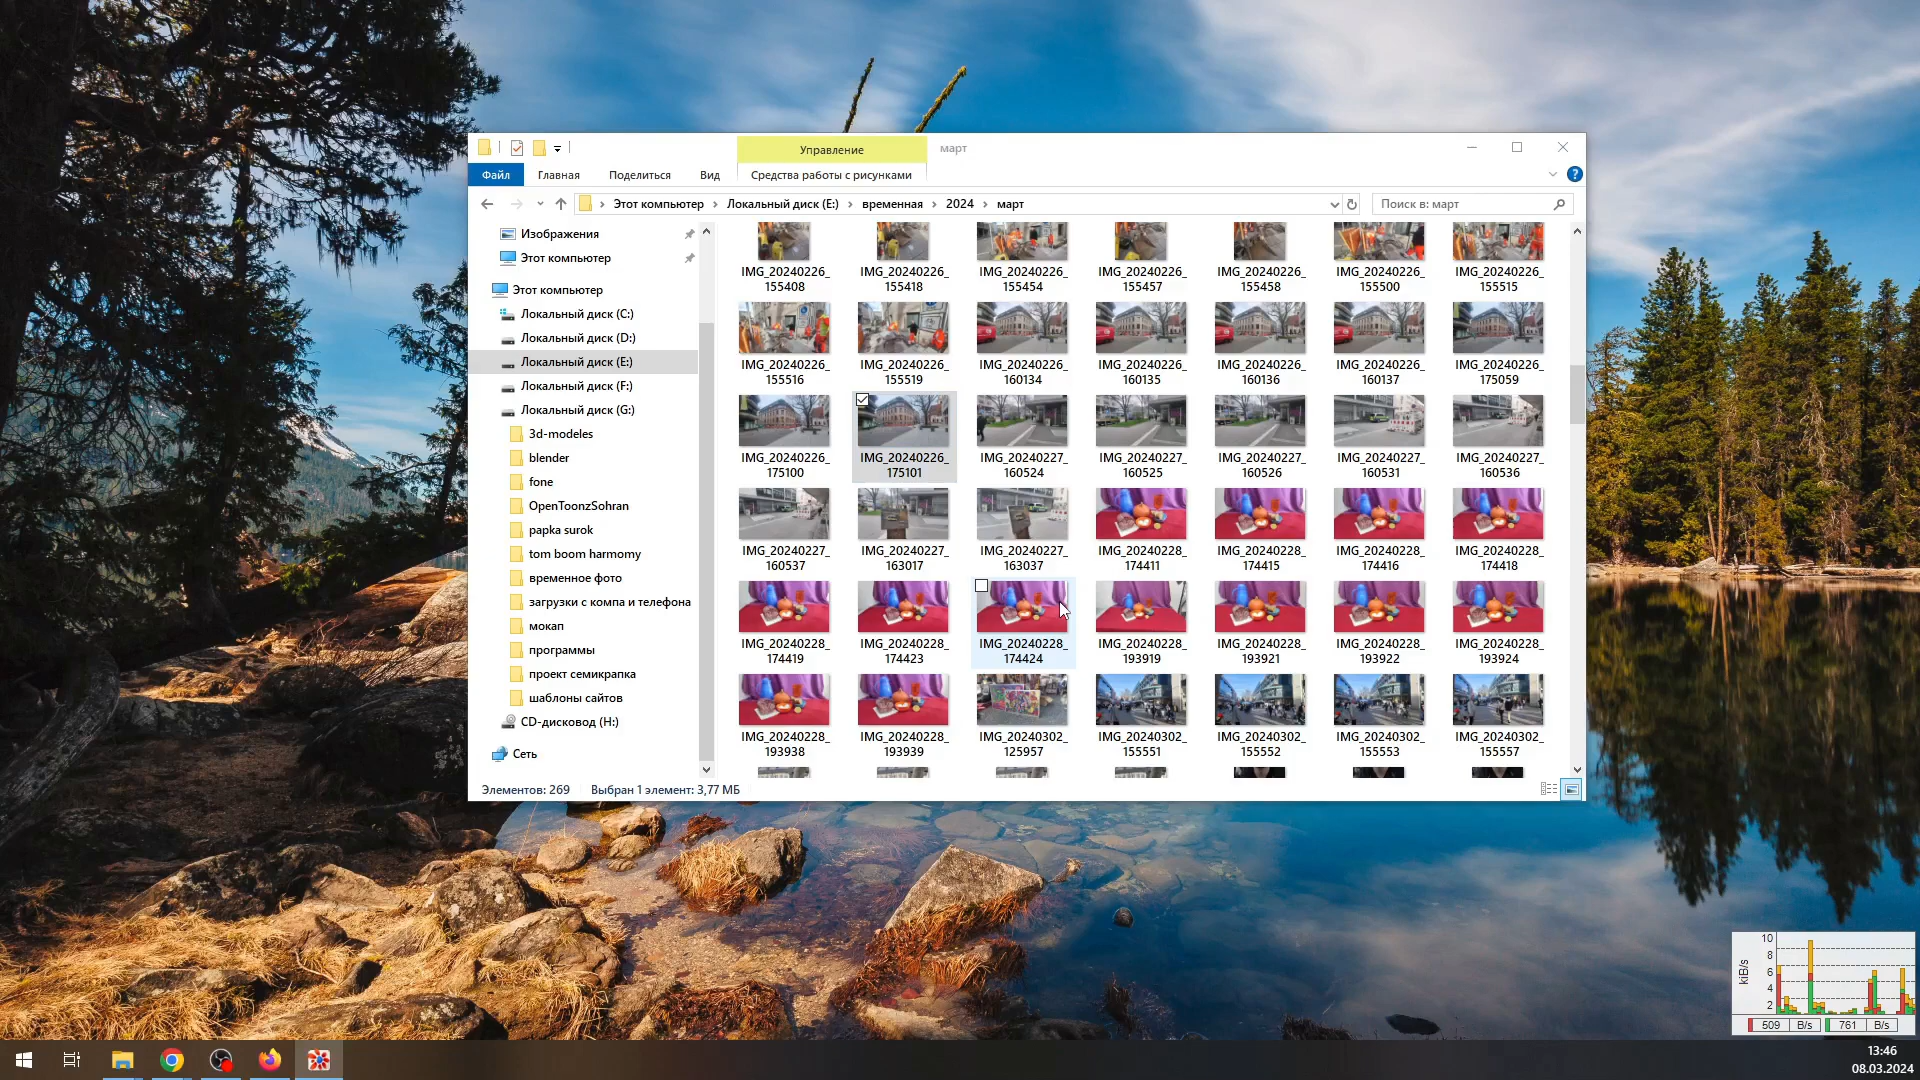 Управление
март
Файл
Главная
Поделиться
Вид
Средства работы с рисунками
Этот компьютер
Локальный диск (E:)
временная
2024
март
Поиск в: март
Изображения
Этот компьютер
Этот компьютер
Локальный диск (C:)
Локальный диск (D:)
Локальный диск (E:)
Локальный диск (F:)
Локальный диск (G:)
3d-modeles
blender
fone
OpenToonzSohran
papka surok
tom boom harmomy
временное фото
загрузки с компа и телефона
мокап
программы
проект семикрапка
шаблоны сайтов
CD-дисковод (H:)
Сеть
IMG_20240226_155408
IMG_20240226_155418
IMG_20240226_155454
IMG_20240226_155457
IMG_20240226_155458
IMG_20240226_155500
IMG_20240226_155515
IMG_20240226_155516
IMG_20240226_155519
IMG_20240226_160134
IMG_20240226_160135
IMG_20240226_160136
IMG_20240226_160137
IMG_20240226_175059
IMG_20240226_175100
IMG_20240226_175101
IMG_20240227_160524
IMG_20240227_160525
IMG_20240227_160526
IMG_20240227_160531
IMG_20240227_160536
IMG_20240227_160537
IMG_20240227_163017
IMG_20240227_163037
IMG_20240228_174411
IMG_20240228_174415
IMG_20240228_174416
IMG_20240228_174418
IMG_20240228_174419
IMG_20240228_174423
IMG_20240228_174424
IMG_20240228_193919
IMG_20240228_193921
IMG_20240228_193922
IMG_20240228_193924
IMG_20240228_193938
IMG_20240228_193939
IMG_20240302_125957
IMG_20240302_155551
IMG_20240302_155552
IMG_20240302_155553
IMG_20240302_155557
Элементов: 269
Выбран 1 элемент: 3,77 МБ
kiB/s
10
8
6
4
2
509 B/s
761 B/s
13:46
08.03.2024